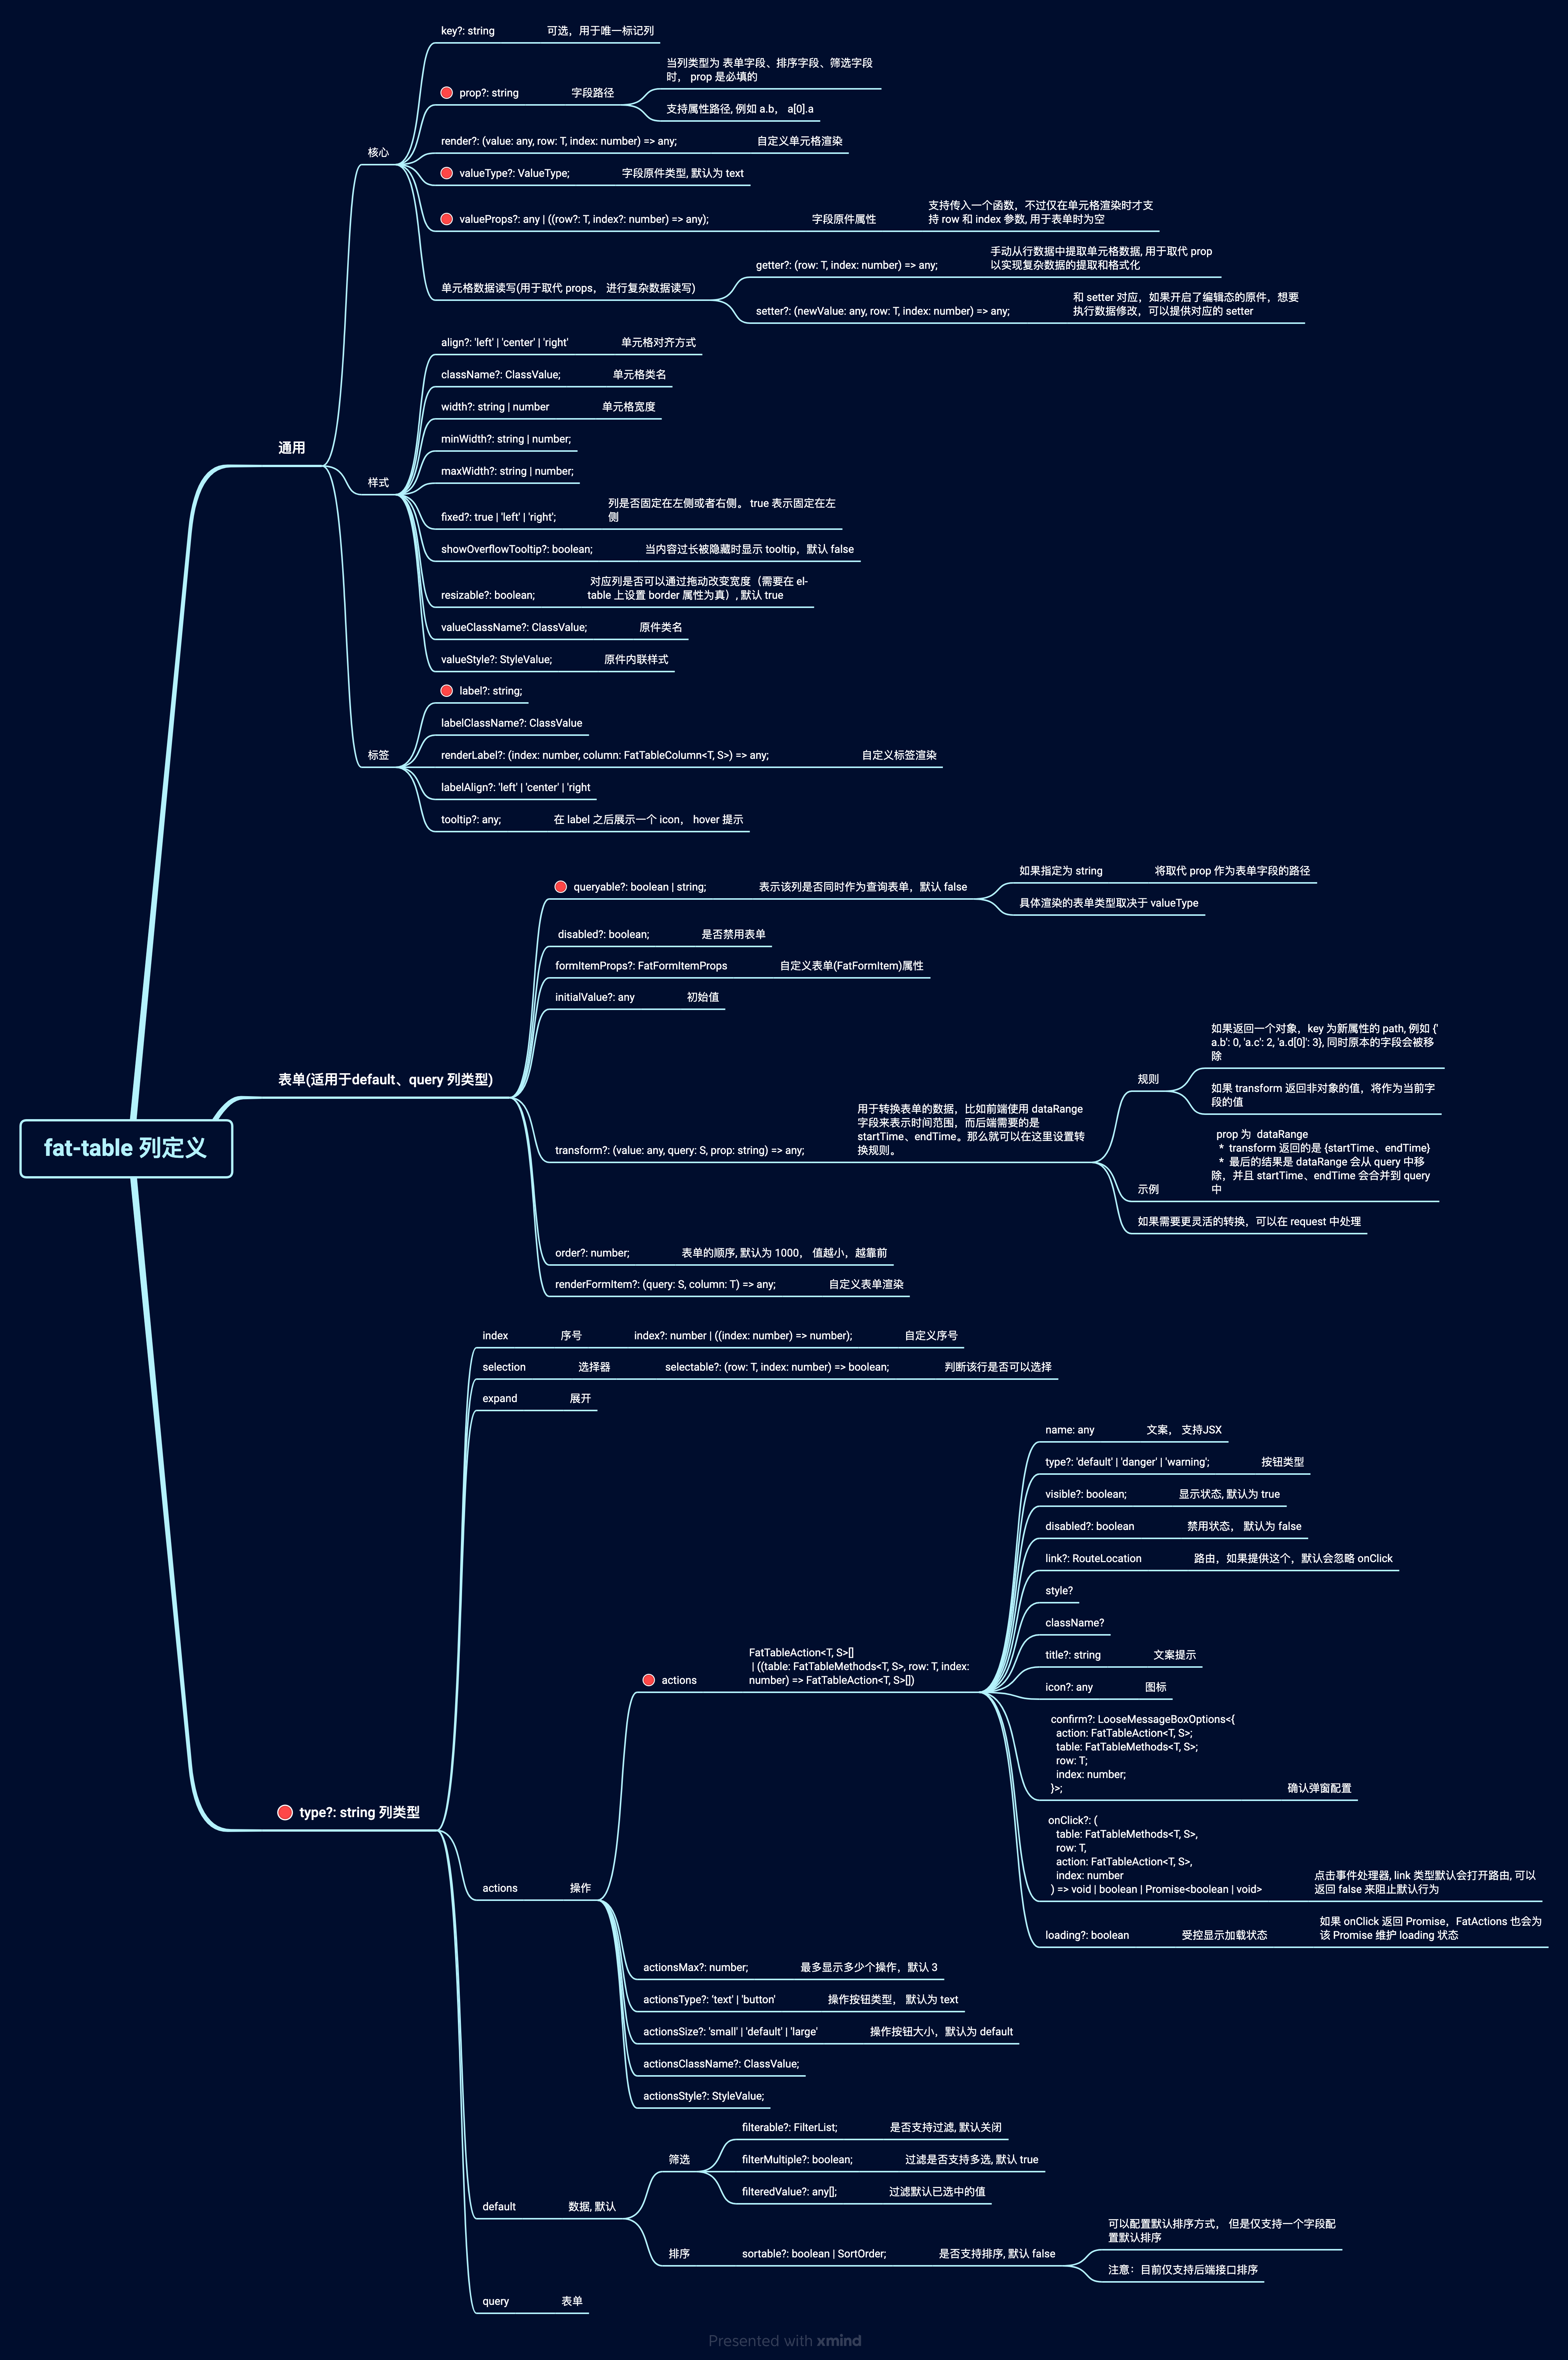 fat-table 列定义
通用
核心
key?: string
可选，用于唯一标记列
prop?: string
字段路径
当列类型为 表单字段、排序字段、筛选字段
时， prop 是必填的
支持属性路径, 例如 a.b， a[0].a
render?: (value: any, row: T, index: number) => any;
自定义单元格渲染
valueType?: ValueType;
字段原件类型, 默认为 text
valueProps?: any | ((row?: T, index?: number) => any);
字段原件属性
支持传入一个函数，不过仅在单元格渲染时才支
持 row 和 index 参数, 用于表单时为空
单元格数据读写(用于取代 props， 进行复杂数据读写)
getter?: (row: T, index: number) => any;
手动从行数据中提取单元格数据, 用于取代 prop
以实现复杂数据的提取和格式化
setter?: (newValue: any, row: T, index: number) => any;
和 setter 对应，如果开启了编辑态的原件，想要
执行数据修改，可以提供对应的 setter
样式
align?: 'left' | 'center' | 'right'
单元格对齐方式
className?: ClassValue;
单元格类名
width?: string | number
单元格宽度
minWidth?: string | number;
maxWidth?: string | number;
fixed?: true | 'left' | 'right';
列是否固定在左侧或者右侧。 true 表示固定在左
侧
showOverflowTooltip?: boolean;
当内容过长被隐藏时显示 tooltip，默认 false
resizable?: boolean;
对应列是否可以通过拖动改变宽度（需要在 el-
table 上设置 border 属性为真）, 默认 true
valueClassName?: ClassValue;
原件类名
valueStyle?: StyleValue;
原件内联样式
标签
label?: string;
labelClassName?: ClassValue
renderLabel?: (index: number, column: FatTableColumn<T, S>) => any;
自定义标签渲染
labelAlign?: 'left' | 'center' | 'right
tooltip?: any;
在 label 之后展示一个 icon， hover 提示
表单(适用于default、query 列类型)
queryable?: boolean | string;
表示该列是否同时作为查询表单，默认 false
如果指定为 string
将取代 prop 作为表单字段的路径
具体渲染的表单类型取决于 valueType
disabled?: boolean;
是否禁用表单
formItemProps?: FatFormItemProps
自定义表单(FatFormItem)属性
initialValue?: any
初始值
transform?: (value: any, query: S, prop: string) => any;
用于转换表单的数据，比如前端使用 dataRange
字段来表示时间范围，而后端需要的是
startTime、endTime。那么就可以在这里设置转
换规则。
规则
如果返回一个对象，key 为新属性的 path, 例如 {'
a.b': 0, 'a.c': 2, 'a.d[0]': 3}, 同时原本的字段会被移
除
如果 transform 返回非对象的值，将作为当前字
段的值
示例
prop 为 dataRange
* transform 返回的是 {startTime、endTime}
* 最后的结果是 dataRange 会从 query 中移
除，并且 startTime、endTime 会合并到 query
中
如果需要更灵活的转换，可以在 request 中处理
order?: number;
表单的顺序, 默认为 1000， 值越小，越靠前
renderFormItem?: (query: S, column: T) => any;
自定义表单渲染
type?: string 列类型
index
序号
index?: number | ((index: number) => number);
自定义序号
selection
选择器
selectable?: (row: T, index: number) => boolean;
判断该行是否可以选择
expand
展开
actions
操作
actions
FatTableAction<T, S>[]
| ((table: FatTableMethods<T, S>, row: T, index:
number) => FatTableAction<T, S>[])
name: any
文案， 支持JSX
type?: 'default' | 'danger' | 'warning';
按钮类型
visible?: boolean;
显示状态, 默认为 true
disabled?: boolean
禁用状态， 默认为 false
link?: RouteLocation
路由，如果提供这个，默认会忽略 onClick
style?
className?
title?: string
文案提示
icon?: any
图标
confirm?: LooseMessageBoxOptions<{
action: FatTableAction<T, S>;
table: FatTableMethods<T, S>;
row: T;
index: number;
}>;
确认弹窗配置
onClick?: (
table: FatTableMethods<T, S>,
row: T,
action: FatTableAction<T, S>,
index: number
) => void | boolean | Promise<boolean | void>
点击事件处理器, link 类型默认会打开路由, 可以
返回 false 来阻止默认行为
loading?: boolean
受控显示加载状态
如果 onClick 返回 Promise，FatActions 也会为
该 Promise 维护 loading 状态
actionsMax?: number;
最多显示多少个操作，默认 3
actionsType?: 'text' | 'button'
操作按钮类型， 默认为 text
actionsSize?: 'small' | 'default' | 'large'
操作按钮大小，默认为 default
actionsClassName?: ClassValue;
actionsStyle?: StyleValue;
default
数据, 默认
筛选
filterable?: FilterList;
是否支持过滤, 默认关闭
filterMultiple?: boolean;
过滤是否支持多选, 默认 true
filteredValue?: any[];
过滤默认已选中的值
排序
sortable?: boolean | SortOrder;
是否支持排序, 默认 false
可以配置默认排序方式， 但是仅支持一个字段配
置默认排序
注意：目前仅支持后端接口排序
query
表单
Presented with xmind